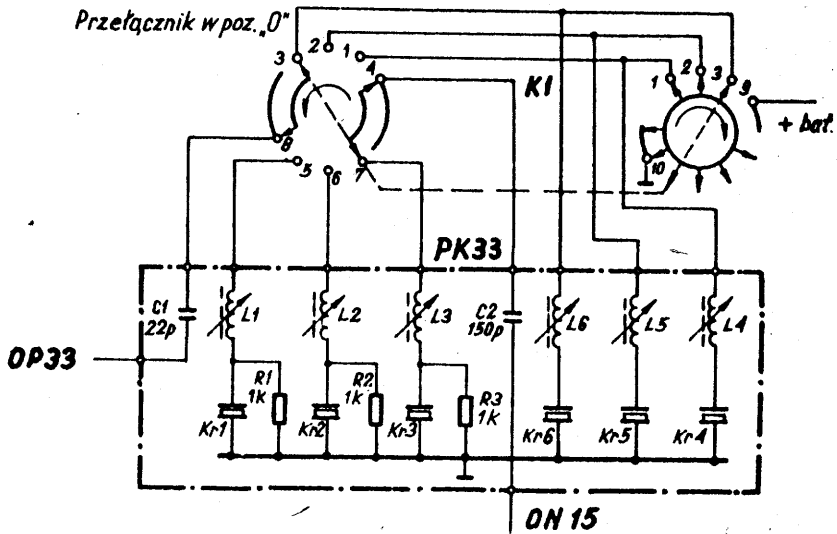 Przełącznik w poz. „0"
3
2
1
4
K1
1
2
3
9
+ bat.
8
5
6
7
10
PK33
C1
22p
L1
L2
L3
C2
150p
L6
L5
L4
OP33
R1
1k
R2
1k
R3
1k
Kr1
Kr2
Kr3
Kr6
Kr5
Kr4
ON 15